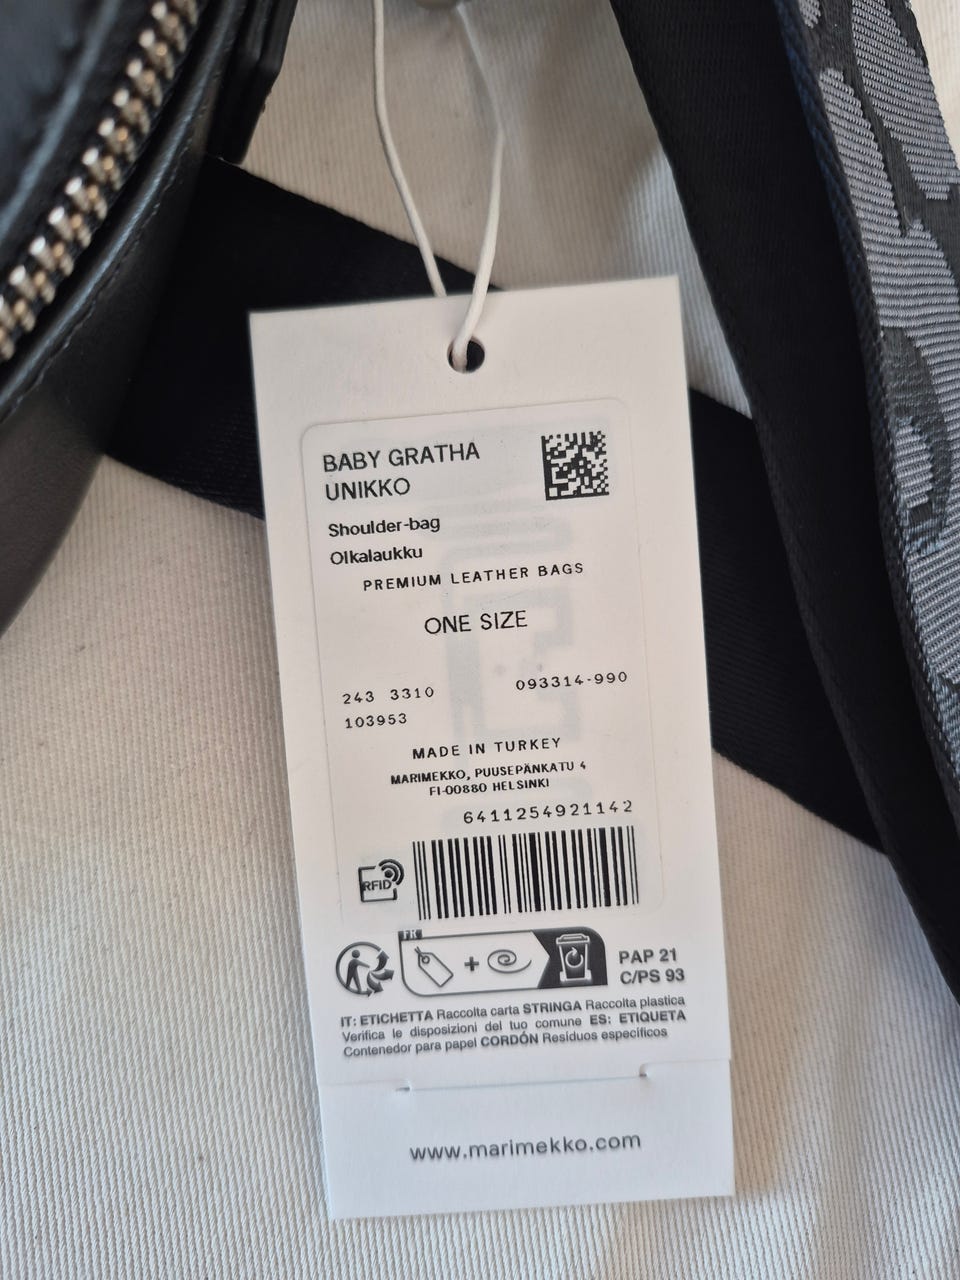 BABY GRATHA
UNIKKO
Shoulder-bag
Olkalaukku
PREMIUM LEATHER BAGS
ONE SIZE
243 3310
093314-990
103953
MADE IN TURKEY
MARIMEKKO, PUUSEPÄNKATU 4
FI-00880 HELSINKI
6411254921142
RFID
FR
+
PAP 21
C/PS 93
IT: ETICHETTA Raccolta carta STRINGA Raccolta plastica
Verifica le disposizioni del tuo comune ES: ETIQUETA
Contenedor para papel CORDÓN Residuos específicos
www.marimekko.com